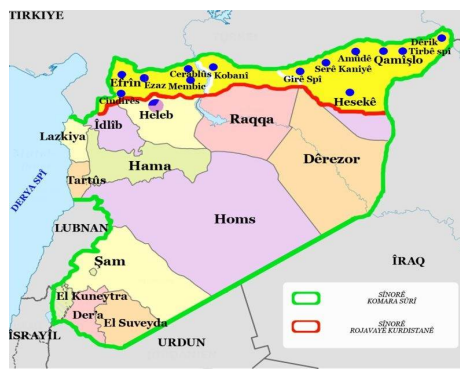 TIRKIYE
Dêrik
Tirbê spî
Amûdê
Qamîşlo
Serê Kaniyê
Cerablûs
Kobanî
Girê Spî
Efrîn
Ezaz
Membic
Hesekê
Cindirês
Heleb
Îdlîb
Raqqa
Lazkiya
Hama
Dêrezor
Tartûs
DERYA SPÎ
Homs
LUBNAN
Şam
ÎRAQ
El Kuneytra
Der'a
El Suveyda
ÎSRAYÎL
URDUN
SÎNORÊ
KOMARA SÛRÎ
SÎNORÊ
ROJAVAYÊ KURDISTANÊ